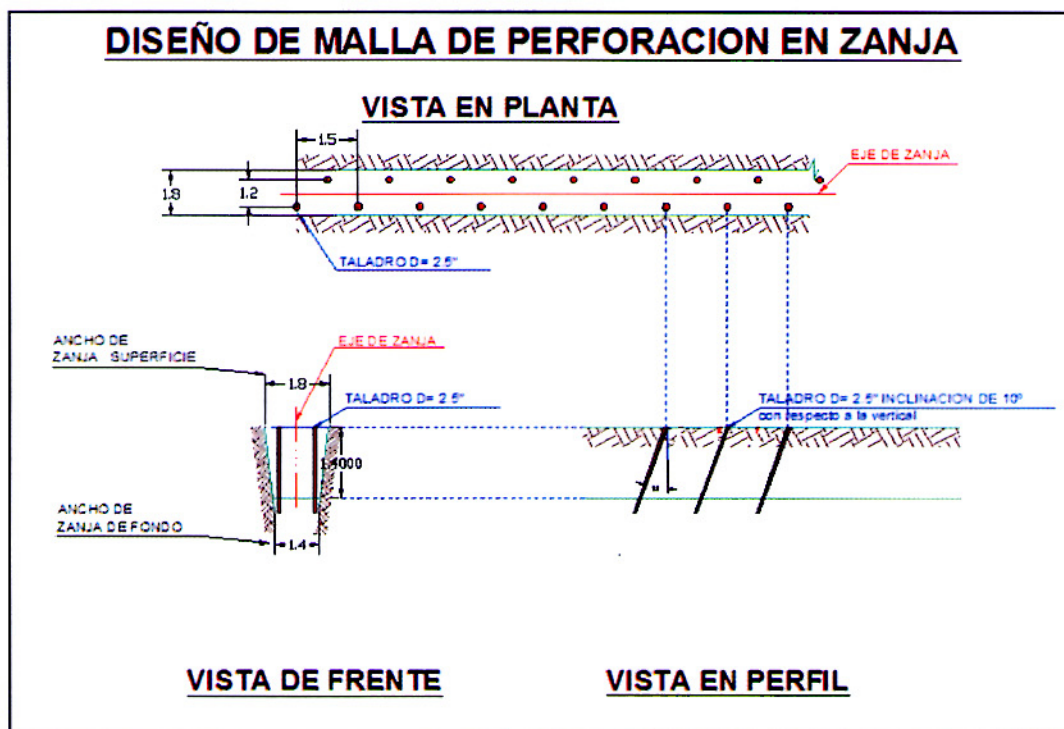 DISEÑO DE MALLA DE PERFORACION EN ZANJA
VISTA EN PLANTA
1.5
EJE DE ZANJA
1.8
1.2
TALADRO D= 2.5"
ANCHO DE
ZANJA SUPERFICIE
EJE DE ZANJA
1.8
TALADRO D= 2.5"
TALADRO D= 2.5" INCLINACION DE 10º
con respecto a la vertical
ANCHO DE
ZANJA DE FONDO
1.4
VISTA DE FRENTE
VISTA EN PERFIL